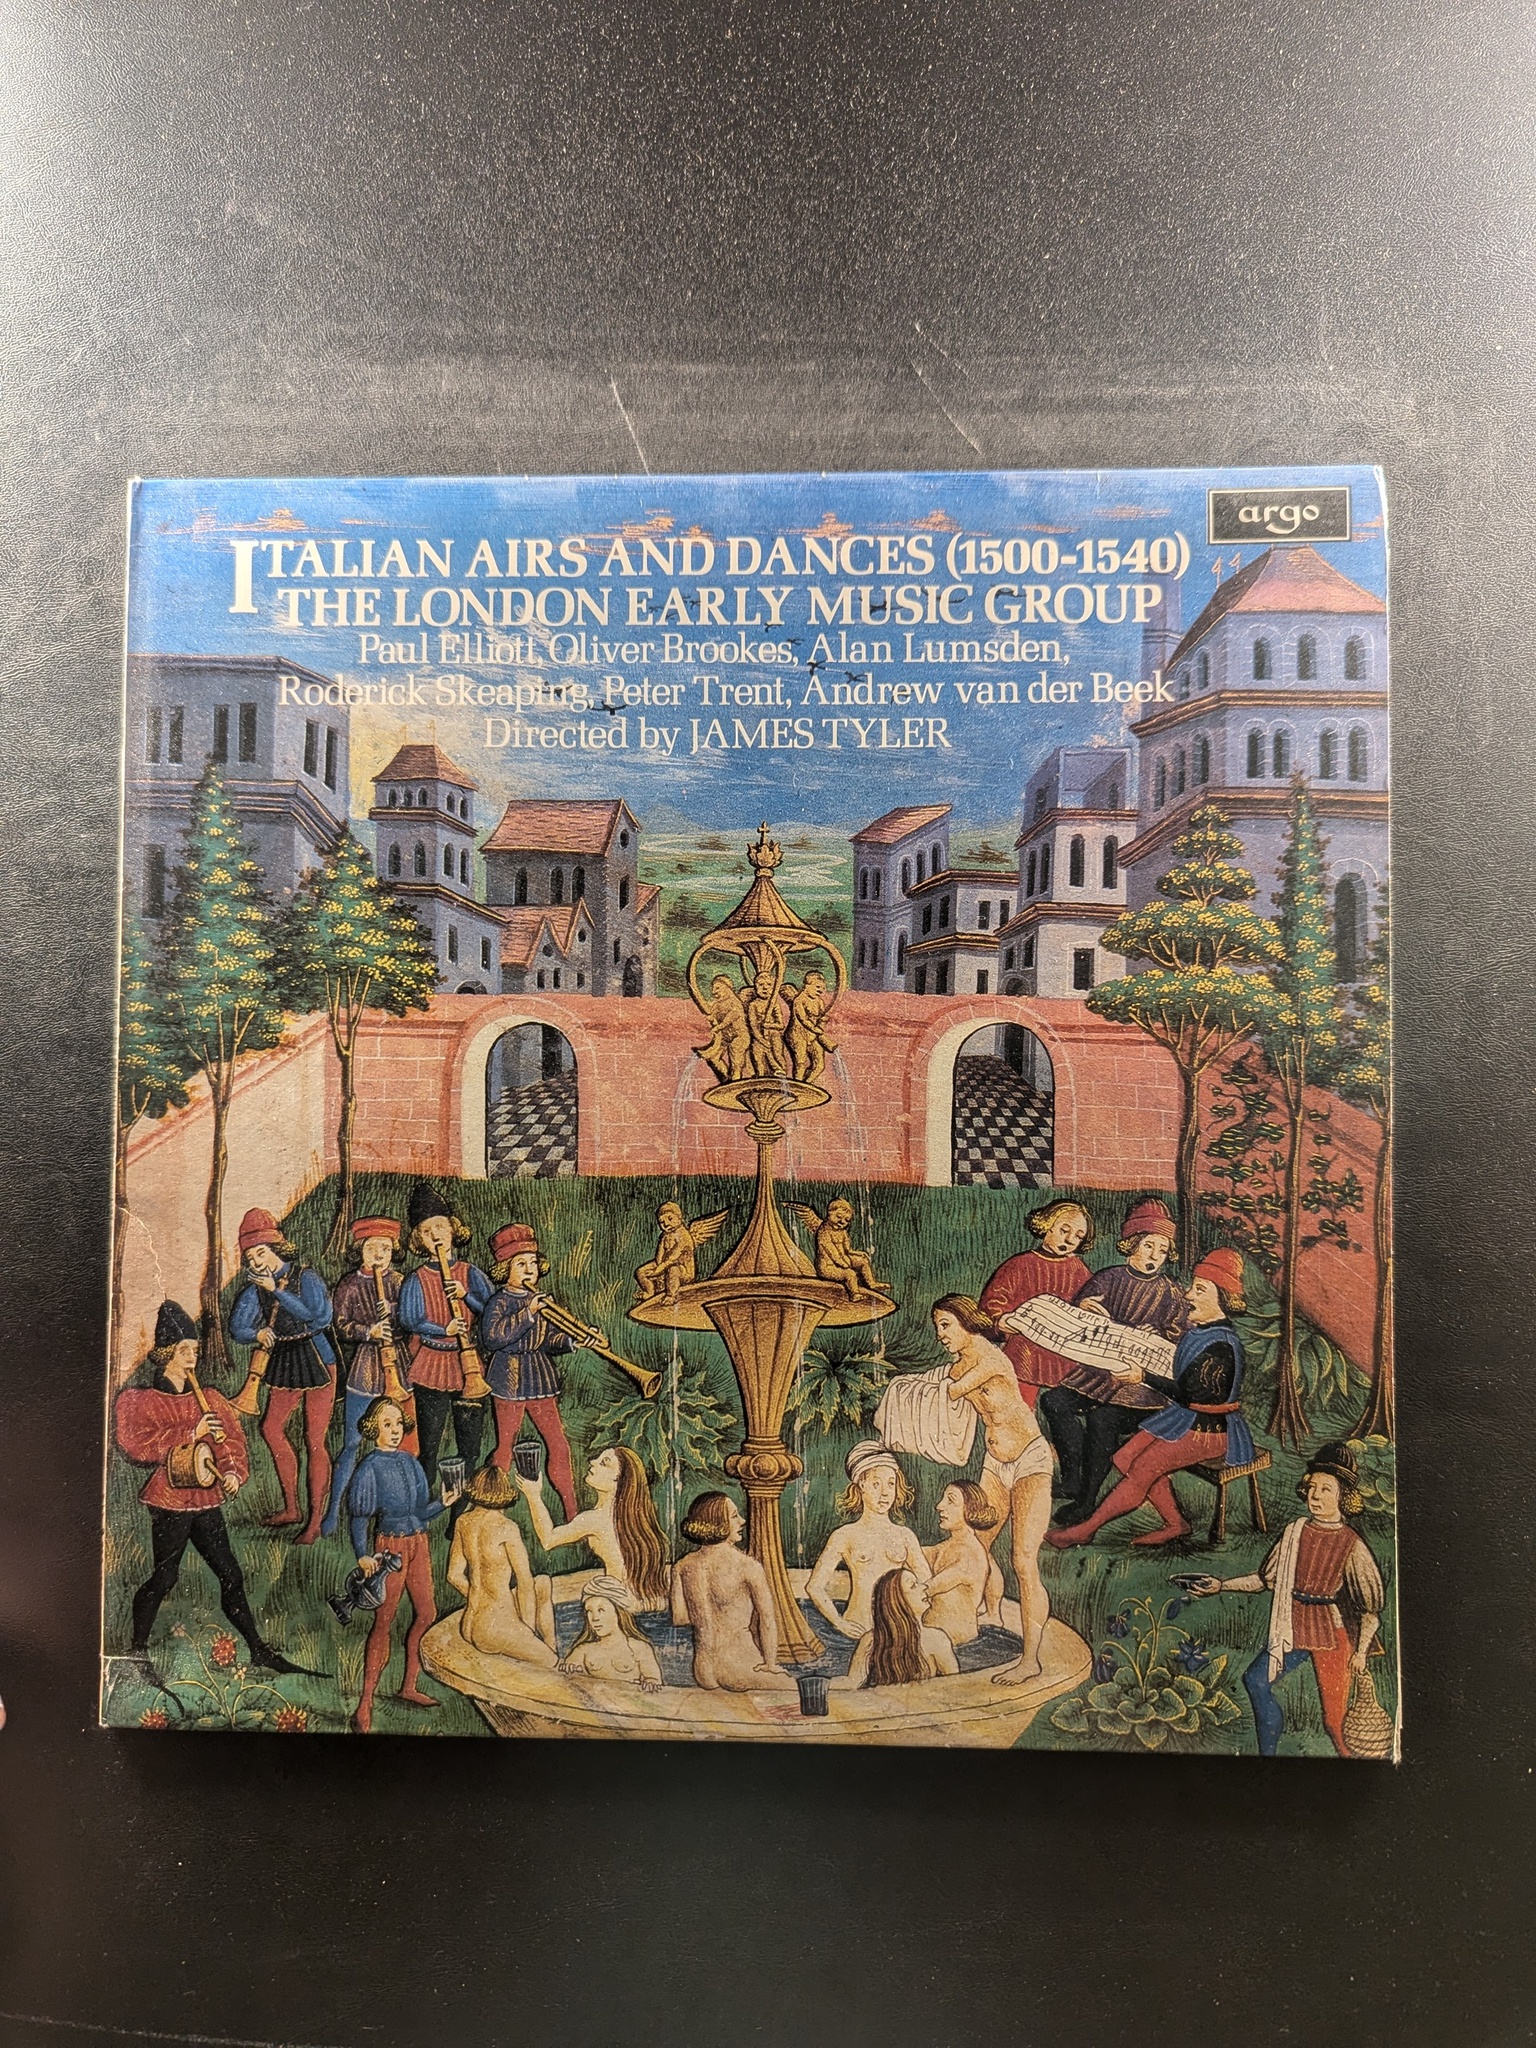 argo
ITALIAN AIRS AND DANCES (1500-1540)
THE LONDON EARLY MUSIC GROUP
Paul Elliott, Oliver Brookes, Alan Lumsden,
Roderick Skeaping, Peter Trent, Andrew van der Beek
Directed by JAMES TYLER